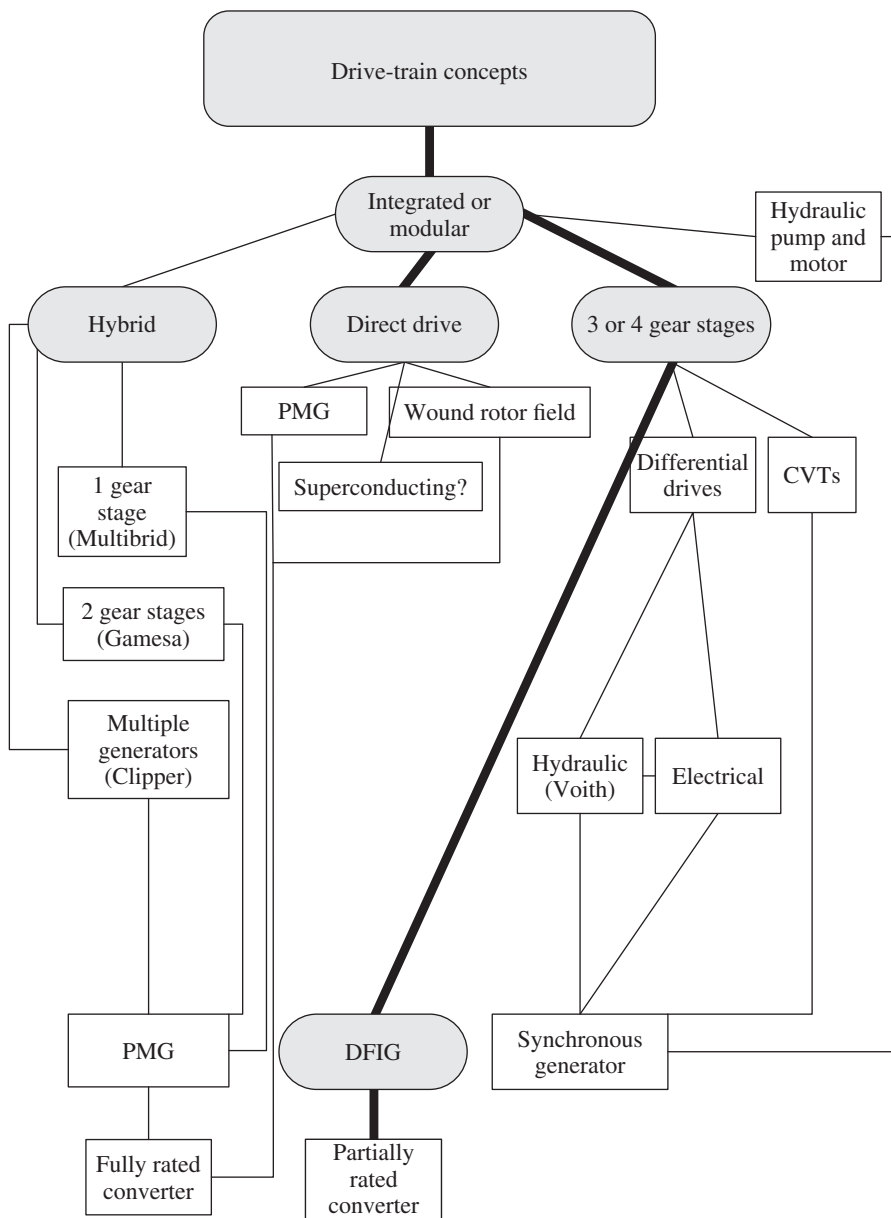 Drive-train concepts
Integrated or
modular
Hydraulic
pump and
motor
Hybrid
Direct drive
3 or 4 gear stages
PMG
Wound rotor field
Superconducting?
Differential
drives
CVTs
1 gear
stage
(Multibrid)
2 gear stages
(Gamesa)
Multiple
generators
(Clipper)
Hydraulic
(Voith)
Electrical
PMG
DFIG
Synchronous
generator
Fully rated
converter
Partially
rated
converter